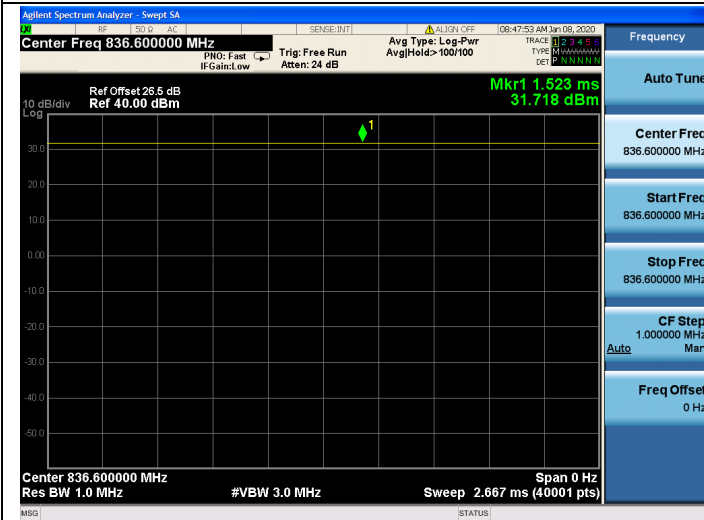 Agilent Spectrum Analyzer - Swept SA
RF 50 Ω AC SENSE:INT ALIGN OFF 08:47:53 AM Jan 08, 2020
Center Freq 836.600000 MHz
PNO: Fast
IFGain:Low
Trig: Free Run
Atten: 24 dB
Avg Type: Log-Pwr
Avg|Hold:> 100/100
TRACE 1 2 3 4 5 6
TYPE M
DET P N N N N N
Ref Offset 26.5 dB
Ref 40.00 dBm
10 dB/div
Log
Mkr1 1.523 ms
31.718 dBm
1
30.0
20.0
10.0
0.00
-10.0
-20.0
-30.0
-40.0
-50.0
Center 836.600000 MHz
Span 0 Hz
Res BW 1.0 MHz
#VBW 3.0 MHz
Sweep 2.667 ms (40001 pts)
MSG
STATUS
Frequency
Auto Tune
Center Freq
836.600000 MHz
Start Freq
836.600000 MHz
Stop Freq
836.600000 MHz
CF Step
1.000000 MHz
Auto Man
Freq Offset
0 Hz